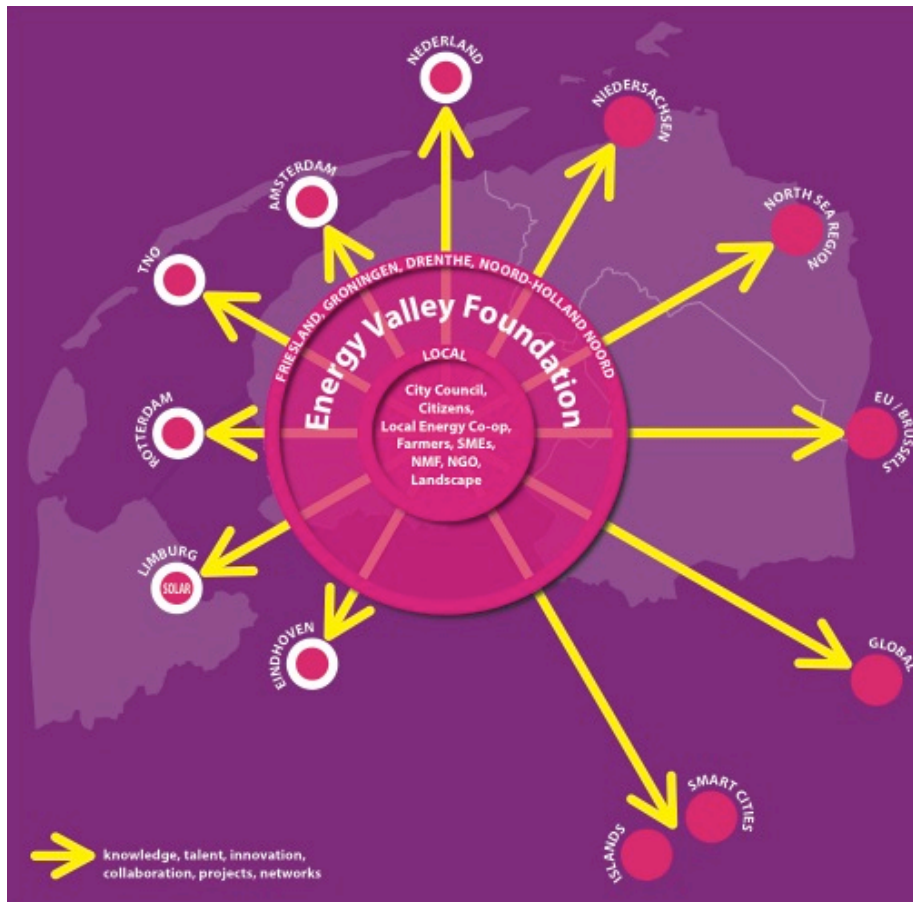 NEDERLAND
NIEDERSACHSEN
AMSTERDAM
NORTH SEA REGION
TNO
FRIESLAND, GRONINGEN, DRENTHE, NOORD-HOLLAND NOORD
Energy Valley Foundation
LOCAL
City Council,
Citizens,
Local Energy Co-op,
Farmers, SMEs,
NMF, NGO,
Landscape
ROTTERDAM
EU / BRUSSELS
LIMBURG
SOLAR
EINDHOVEN
GLOBAL
SMART CITIES
ISLANDS
knowledge, talent, innovation,
collaboration, projects, networks